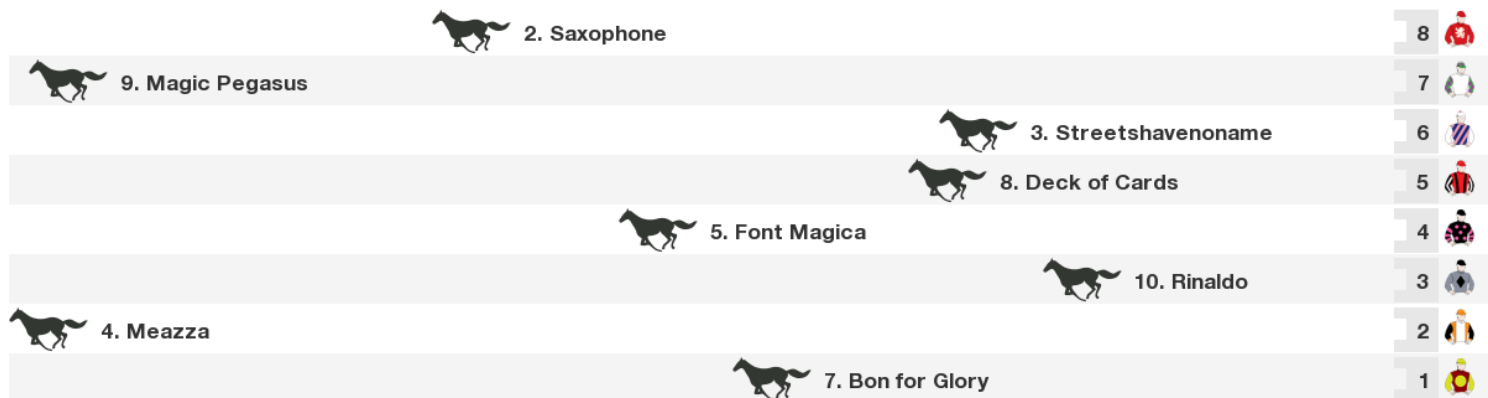 2. Saxophone 8
9. Magic Pegasus 7
3. Streetshavenoname 6
8. Deck of Cards 5
5. Font Magica 4
10. Rinaldo 3
4. Meazza 2
7. Bon for Glory 1